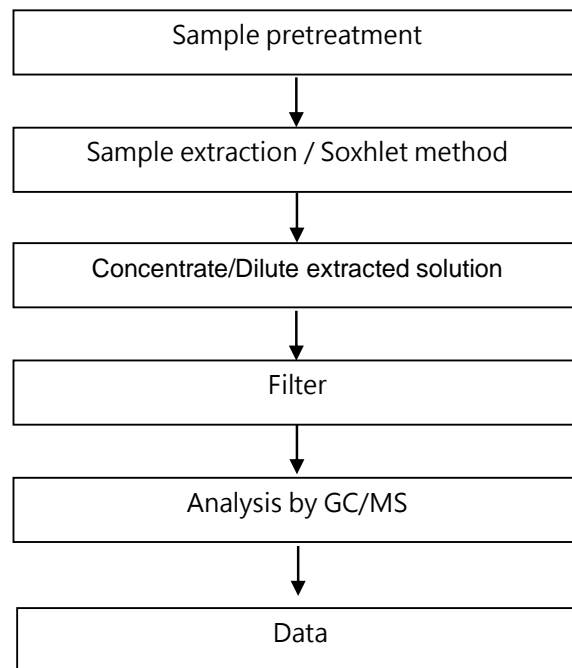 Sample pretreatment
Sample extraction / Soxhlet method
Concentrate/Dilute extracted solution
Filter
Analysis by GC/MS
Data